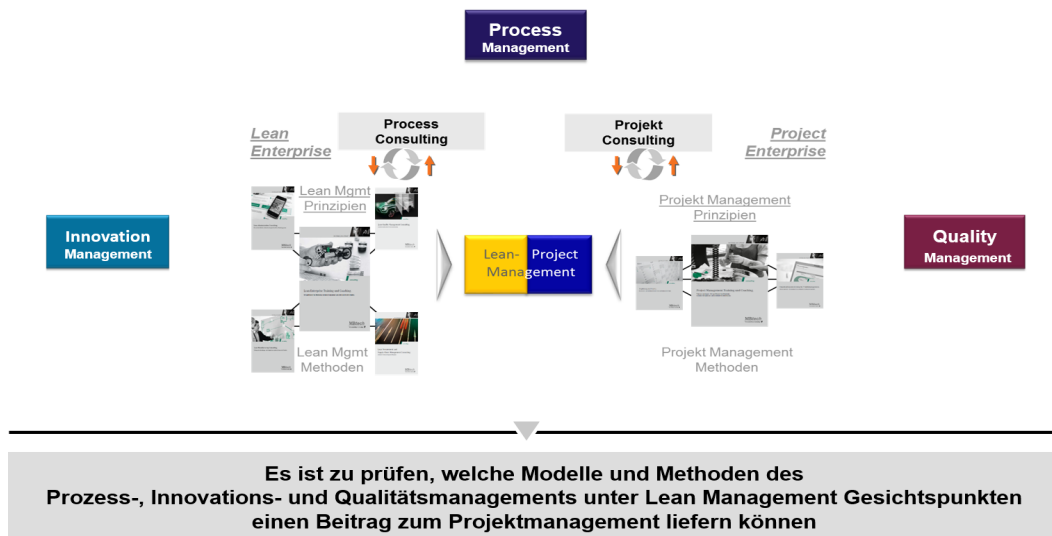 Process
Management
Lean
Enterprise
Process
Consulting
Projekt
Consulting
Project
Enterprise
Lean Mgmt
Prinzipien
Projekt Management
Prinzipien
Innovation
Management
Lean- Project
Management
Quality
Management
Lean Mgmt
Methoden
Projekt Management
Methoden
Es ist zu prüfen, welche Modelle und Methoden des
Prozess-, Innovations- und Qualitätsmanagements unter Lean Management Gesichtspunkten
einen Beitrag zum Projektmanagement liefern können